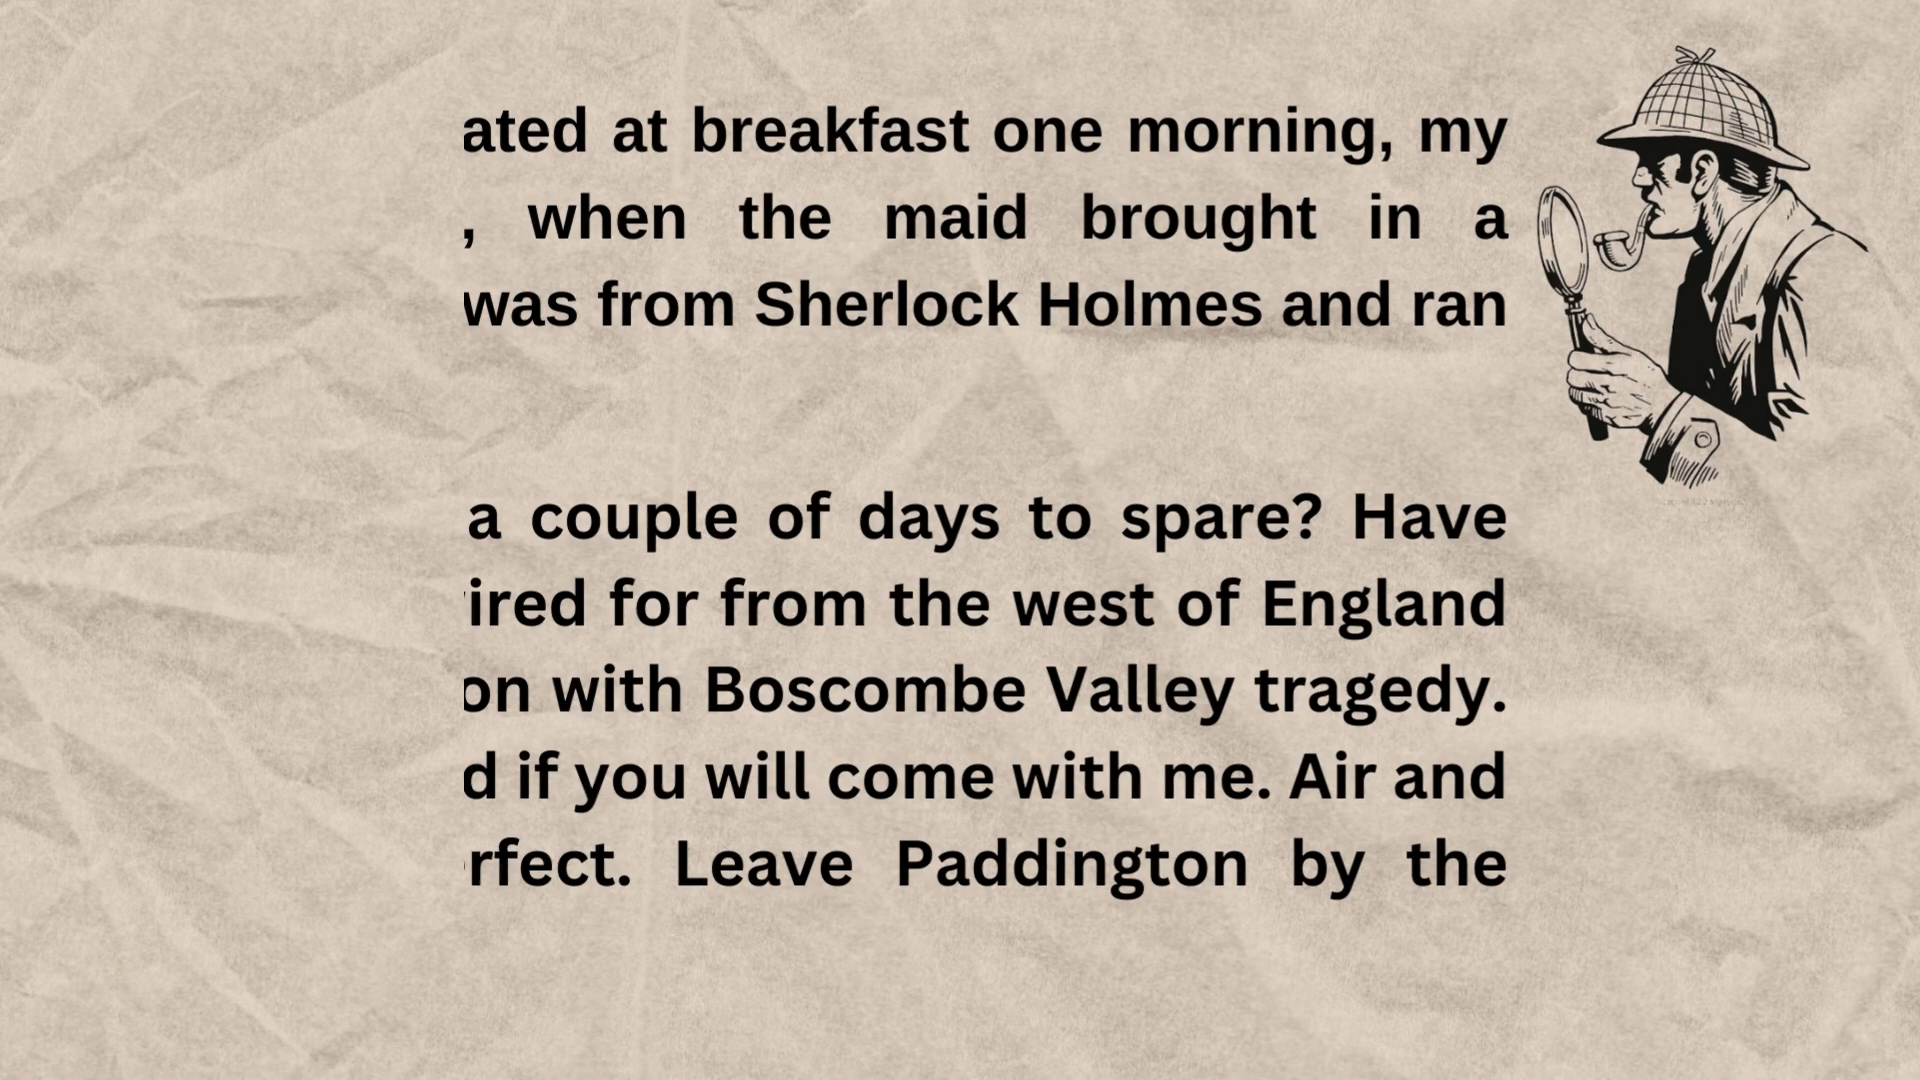 ated at breakfast one morning, my
, when the maid brought in a
was from Sherlock Holmes and ran
a couple of days to spare? Have
ired for from the west of England
on with Boscombe Valley tragedy.
d if you will come with me. Air and
rfect. Leave Paddington by the